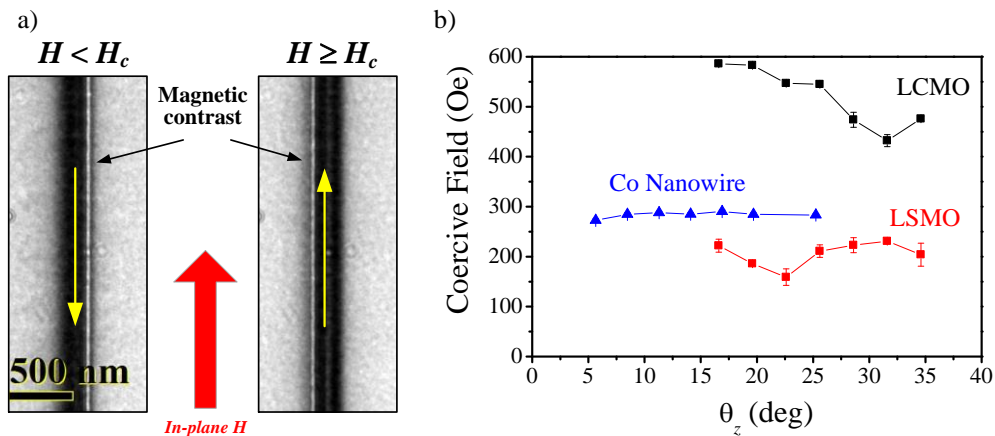 a)
H < Hc
H ≥ Hc
Magnetic
contrast
500 nm
In-plane H
b)
Coercive Field (Oe)
600
500
400
300
200
100
0
LCMO
Co Nanowire
LSMO
0 5 10 15 20 25 30 35 40
θz (deg)